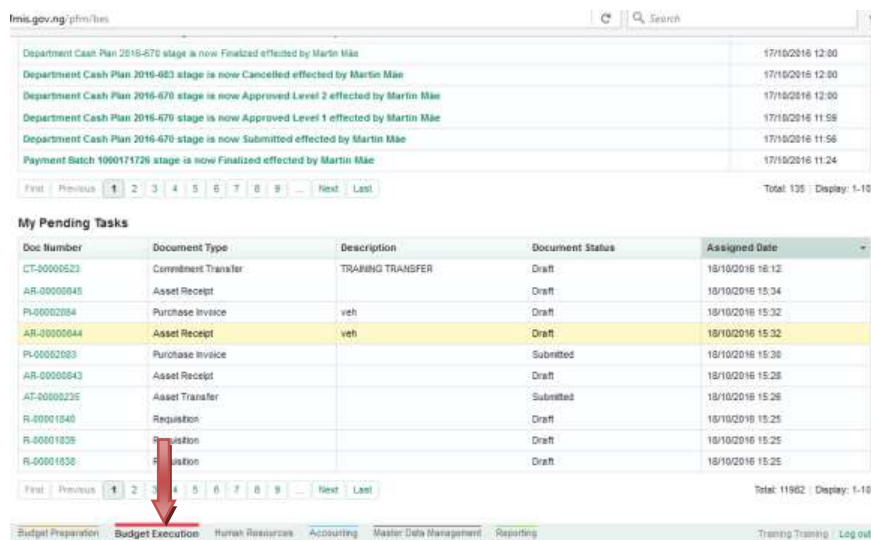 fmis.gov.ng/pfm/bes Search
Department Cash Plan 2016-670 stage is now Finalized effected by Martin Mäe 17/10/2016 12:00
Department Cash Plan 2016-683 stage is now Cancelled effected by Martin Mäe 17/10/2016 12:00
Department Cash Plan 2016-670 stage is now Approved Level 2 effected by Martin Mäe 17/10/2016 12:00
Department Cash Plan 2016-670 stage is now Approved Level 1 effected by Martin Mäe 17/10/2016 11:59
Department Cash Plan 2016-670 stage is now Submitted effected by Martin Mäe 17/10/2016 11:56
Payment Batch 1000171726 stage is now Finalized effected by Martin Mäe 17/10/2016 11:24
First Previous 1 2 3 4 5 6 7 8 9 ... Next Last Total: 135 Display: 1-10
My Pending Tasks
Doc Number Document Type Description Document Status Assigned Date
CT-00000523 Commitment Transfer TRAINING TRANSFER Draft 18/10/2016 16:12
AR-00000845 Asset Receipt Draft 18/10/2016 15:34
PI-00002084 Purchase Invoice veh Draft 18/10/2016 15:32
AR-00000844 Asset Receipt veh Draft 18/10/2016 15:32
PI-00002083 Purchase Invoice Submitted 18/10/2016 15:30
AR-00000843 Asset Receipt Draft 18/10/2016 15:28
AT-00000235 Asset Transfer Submitted 18/10/2016 15:26
R-00001840 Requisition Draft 18/10/2016 15:25
R-00001839 Draft 18/10/2016 15:25
R-00001838 Draft 18/10/2016 15:25
First Previous 1 2 3 4 5 6 7 8 9 ... Next Last Total: 11962 Display: 1-10
Budget Preparation Budget Execution Human Resources Accounting Master Data Management Reporting Training Training Log out